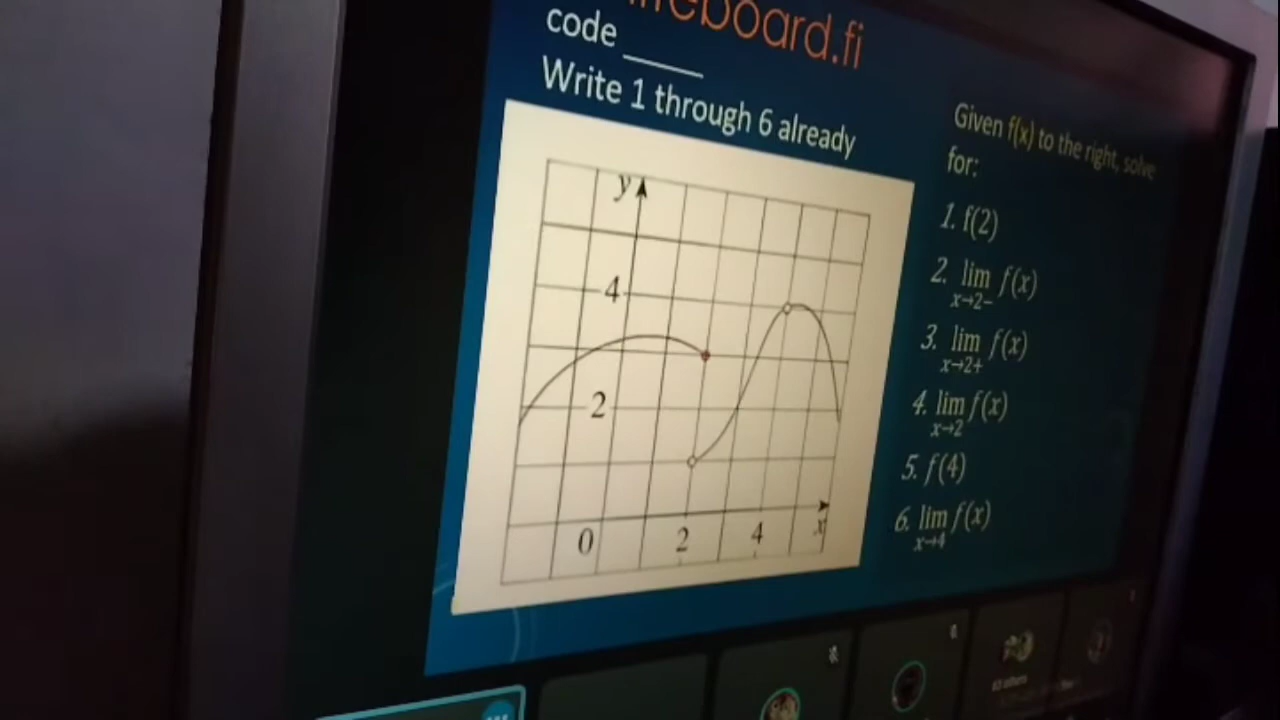 code ____
Write 1 through 6 already
y
4
2
0
2
4
x
Given f(x) to the right, solve
for:
1. f(2)
2. lim f(x)
x→2−
3. lim f(x)
x→2+
4. lim f(x)
x→2
5. f(4)
6. lim f(x)
x→4